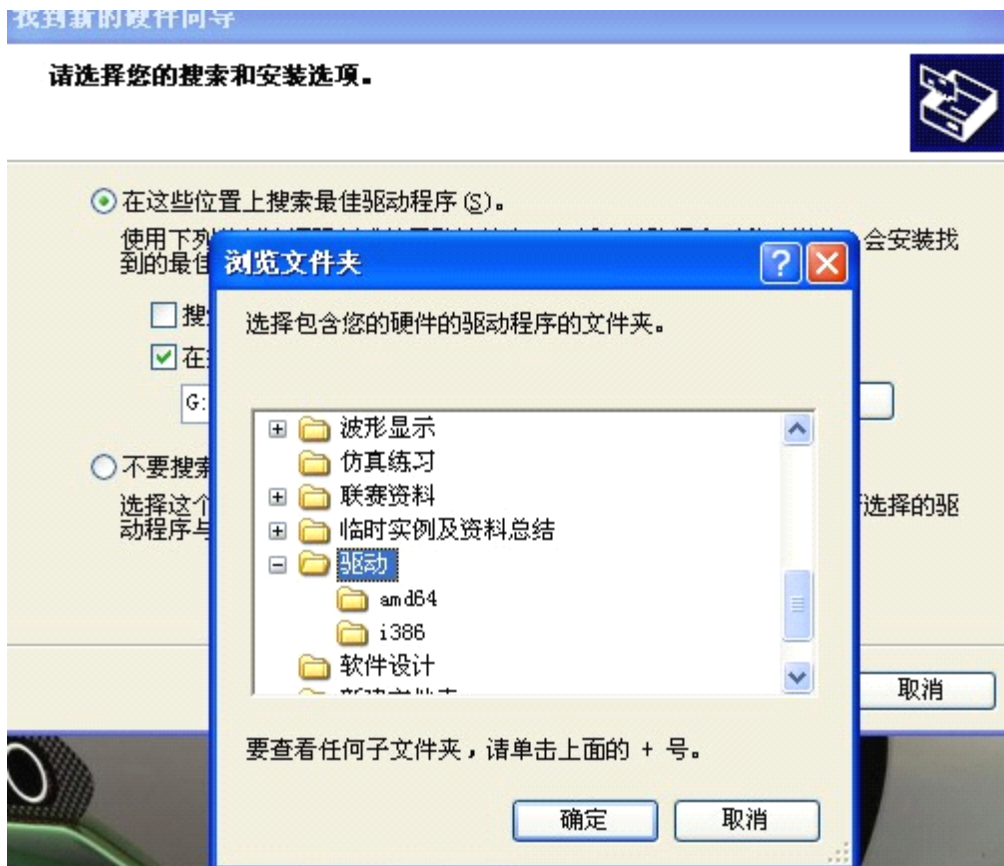 找到新的硬件向导
请选择您的搜索和安装选项。
在这些位置上搜索最佳驱动程序(S)。
使用下列
会安装找
到的最佳
浏览文件夹
选择包含您的硬件的驱动程序的文件夹。
搜
在
G:
波形显示
仿真练习
不要搜索
联赛资料
选择这个
选择的驱
动程序与
临时实例及资料总结
驱动
amd64
i386
软件设计
取消
要查看任何子文件夹，请单击上面的 + 号。
确定
取消